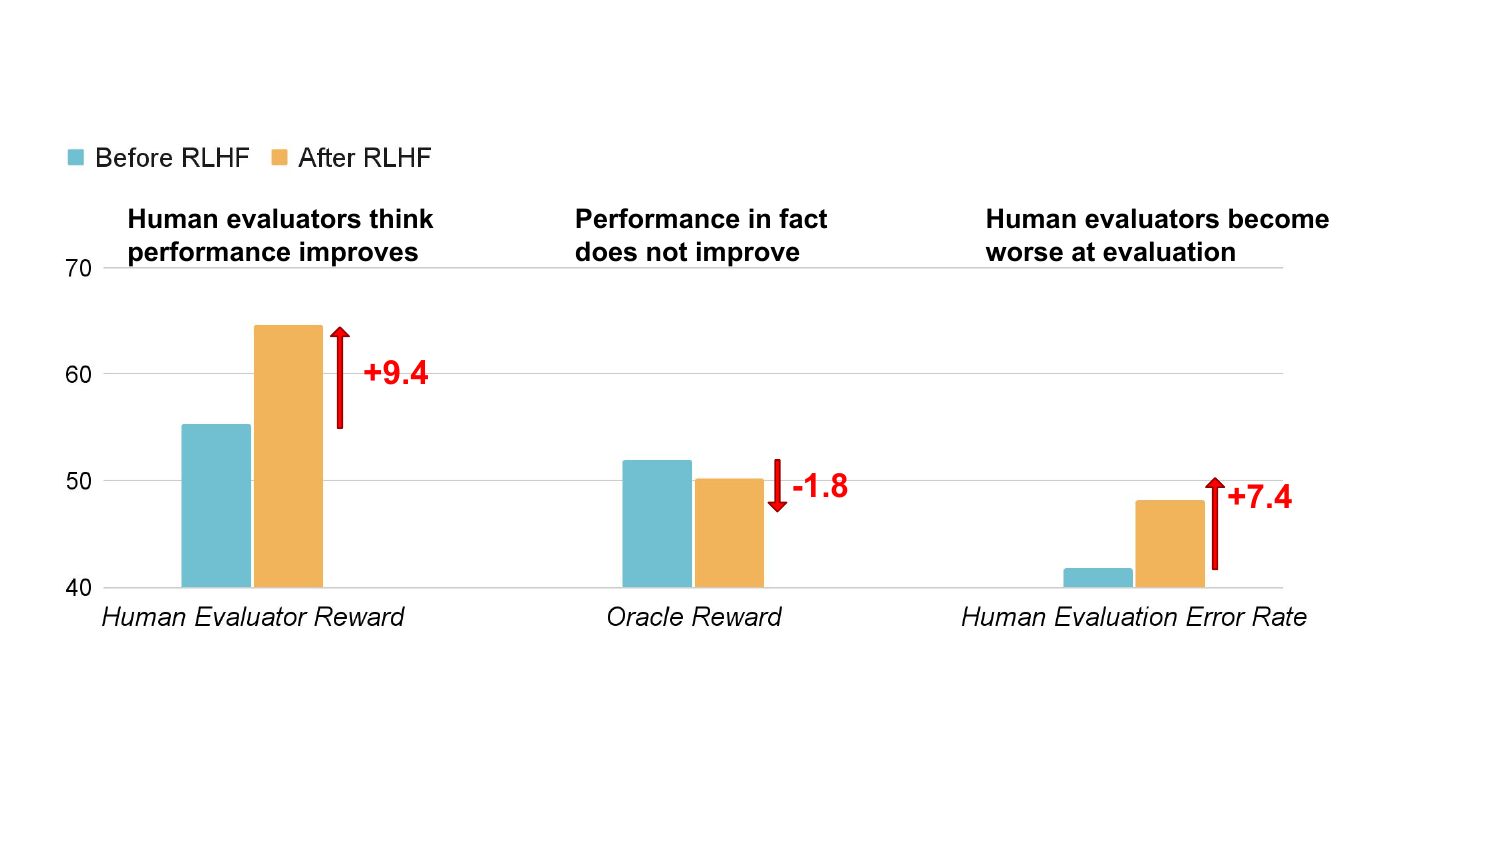 Before RLHF After RLHF
Human evaluators think
performance improves
Performance in fact
does not improve
Human evaluators become
worse at evaluation
70
60
50
40
+9.4
-1.8
+7.4
Human Evaluator Reward
Oracle Reward
Human Evaluation Error Rate